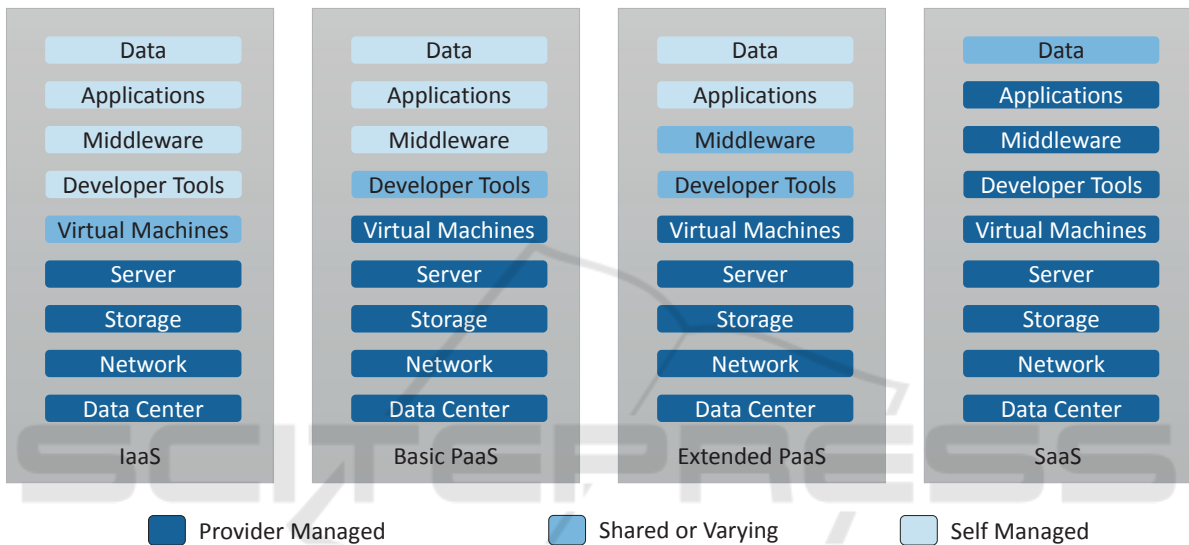 Data
Applications
Middleware
Developer Tools
Virtual Machines
Server
Storage
Network
Data Center
IaaS
Data
Applications
Middleware
Developer Tools
Virtual Machines
Server
Storage
Network
Data Center
Basic PaaS
Data
Applications
Middleware
Developer Tools
Virtual Machines
Server
Storage
Network
Data Center
Extended PaaS
Data
Applications
Middleware
Developer Tools
Virtual Machines
Server
Storage
Network
Data Center
SaaS
SCITEPRESS
Provider Managed
Shared or Varying
Self Managed